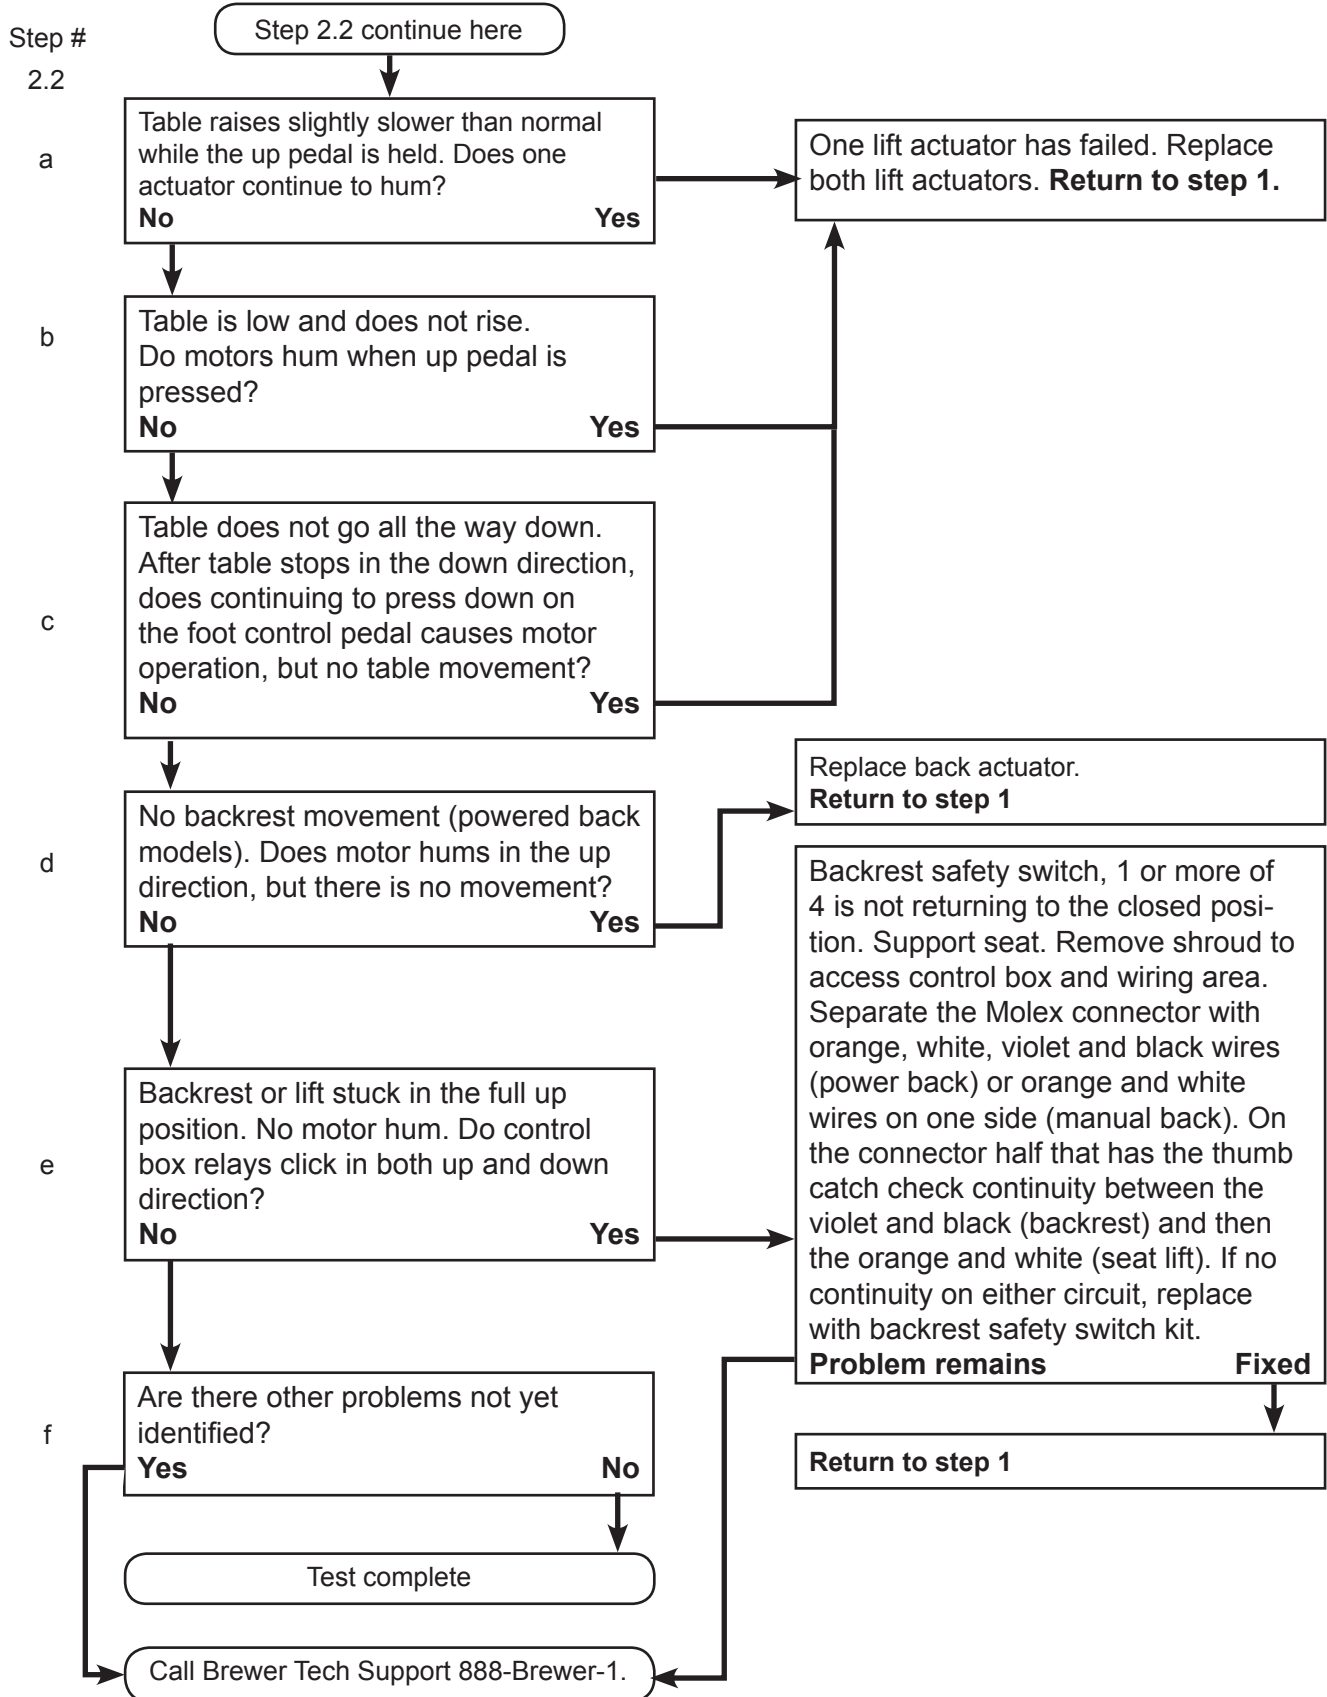 Step #
2.2
Step 2.2 continue here
a
Table raises slightly slower than normal
while the up pedal is held. Does one
actuator continue to hum?
No Yes
One lift actuator has failed. Replace
both lift actuators. Return to step 1.
b
Table is low and does not rise.
Do motors hum when up pedal is
pressed?
No Yes
c
Table does not go all the way down.
After table stops in the down direction,
does continuing to press down on
the foot control pedal causes motor
operation, but no table movement?
No Yes
d
No backrest movement (powered back
models). Does motor hums in the up
direction, but there is no movement?
No Yes
Replace back actuator.
Return to step 1
e
Backrest or lift stuck in the full up
position. No motor hum. Do control
box relays click in both up and down
direction?
No Yes
Backrest safety switch, 1 or more of
4 is not returning to the closed posi-
tion. Support seat. Remove shroud to
access control box and wiring area.
Separate the Molex connector with
orange, white, violet and black wires
(power back) or orange and white
wires on one side (manual back). On
the connector half that has the thumb
catch check continuity between the
violet and black (backrest) and then
the orange and white (seat lift). If no
continuity on either circuit, replace
with backrest safety switch kit.
Problem remains Fixed
Return to step 1
f
Are there other problems not yet
identified?
Yes No
Test complete
Call Brewer Tech Support 888-Brewer-1.